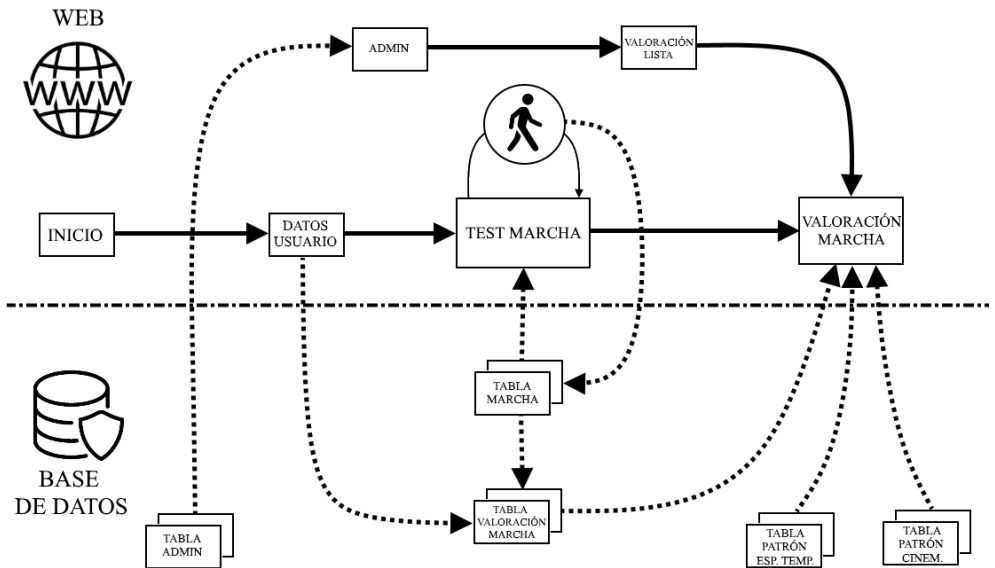 WEB
WWW
ADMIN
VALORACIÓN
LISTA
INICIO
DATOS
USUARIO
TEST MARCHA
VALORACIÓN
MARCHA
TABLA
MARCHA
BASE
DE DATOS
TABLA
ADMIN
TABLA
VALORACIÓN
MARCHA
TABLA
PATRÓN
ESP. TEMP.
TABLA
PATRÓN
CINEM.